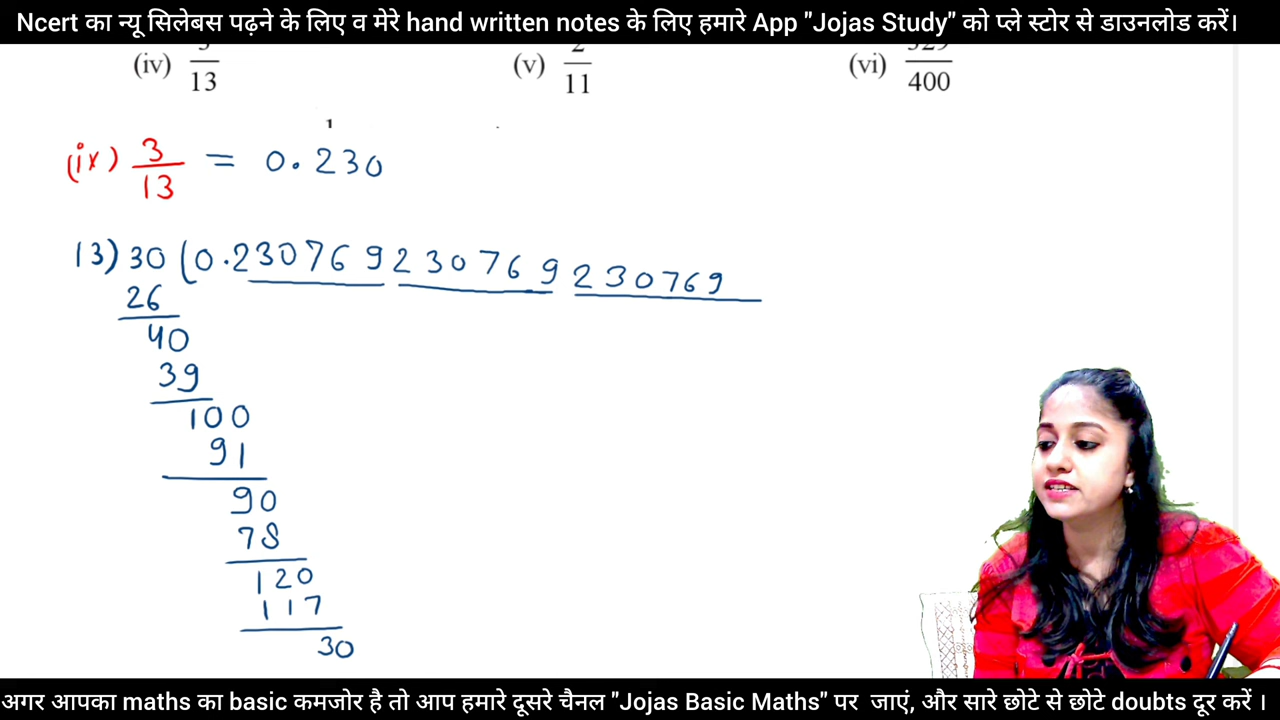 Ncert का न्यू सिलेबस पढ़ने के लिए व मेरे hand written notes के लिए हमारे App "Jojas Study" को प्ले स्टोर से डाउनलोड करें।
(iv) /13 (v) 2/11 (vi) 329/400
(ix) 3/13 = 0.230
13) 30 (0.230769230769230769
26
40
39
100
91
90
78
120
117
30
अगर आपका maths का basic कमजोर है तो आप हमारे दूसरे चैनल "Jojas Basic Maths" पर जाएं, और सारे छोटे से छोटे doubts दूर करें ।